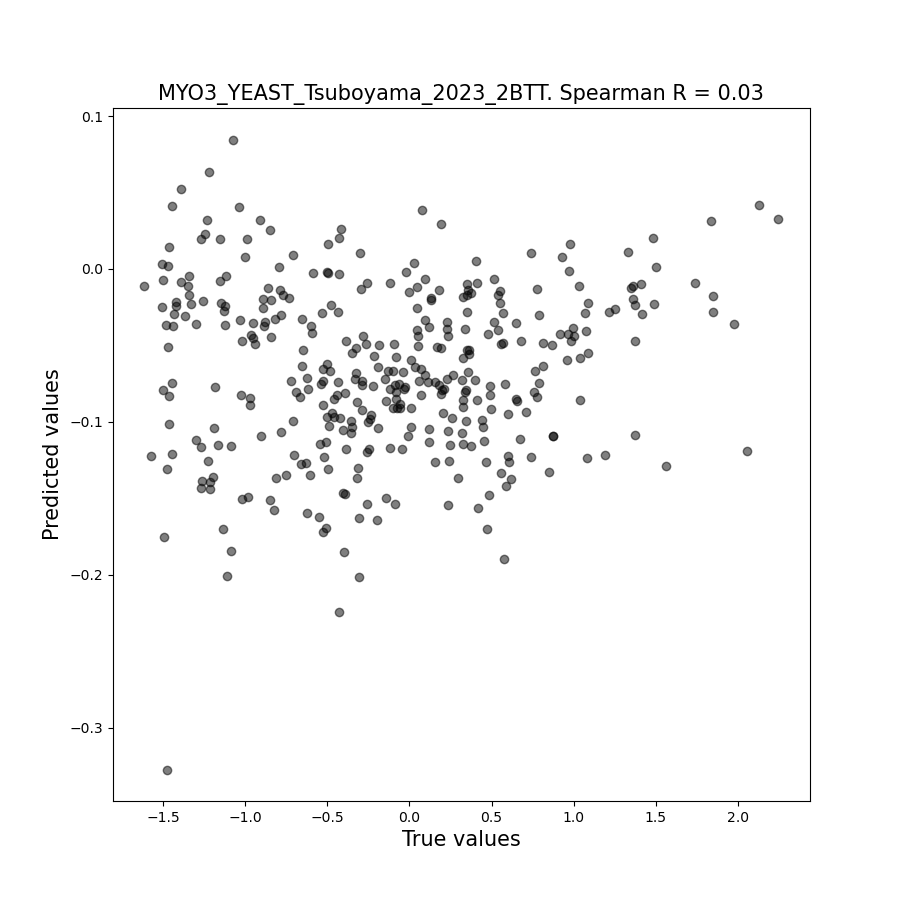 MYO3_YEAST_Tsuboyama_2023_2BTT. Spearman R = 0.03
0.1
0.0
−0.1
−0.2
−0.3
Predicted values
−1.5 −1.0 −0.5 0.0 0.5 1.0 1.5 2.0
True values